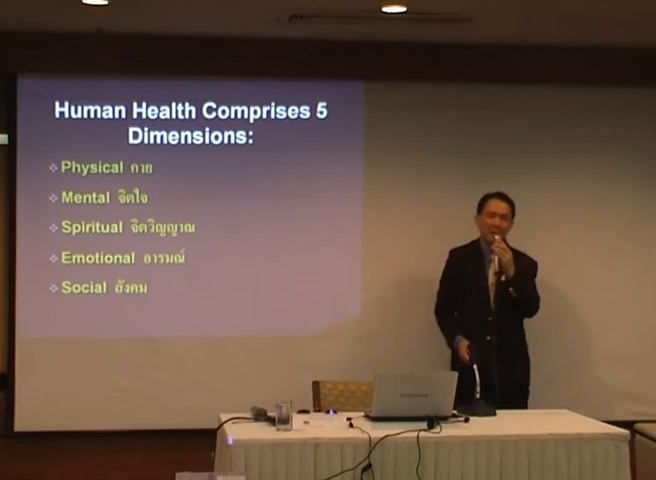 Human Health Comprises 5
Dimensions:
❖ Physical กาย
❖ Mental จิตใจ
❖ Spiritual จิตวิญญาณ
❖ Emotional อารมณ์
❖ Social สังคม